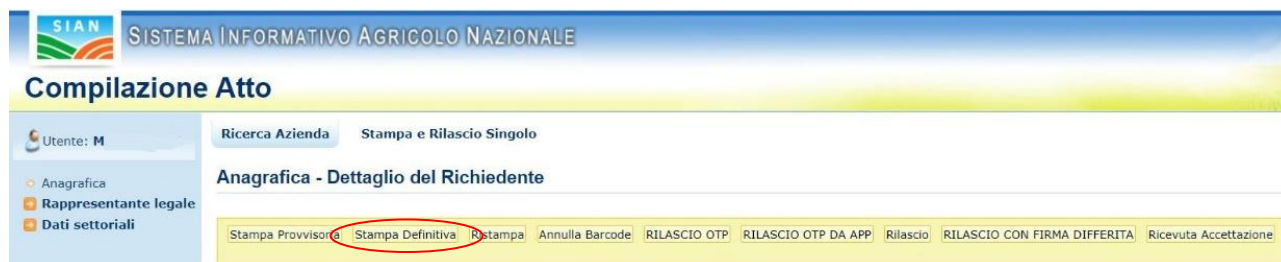 SIAN
SISTEMA INFORMATIVO AGRICOLO NAZIONALE
Compilazione Atto
Utente: M
Ricerca Azienda Stampa e Rilascio Singolo
Anagrafica
Rappresentante legale
Dati settoriali
Anagrafica - Dettaglio del Richiedente
Stampa Provvisoria Stampa Definitiva Ristampa Annulla Barcode RILASCIO OTP RILASCIO OTP DA APP Rilascio RILASCIO CON FIRMA DIFFERITA Ricevuta Accettazione